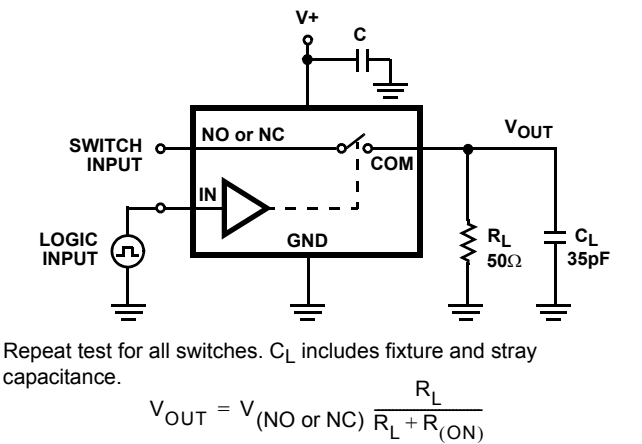 V+
C
SWITCH
INPUT
NO or NC
COM
VOUT
IN
LOGIC
INPUT
GND
RL
50Ω
CL
35pF
Repeat test for all switches. CL includes fixture and stray
capacitance.
VOUT = V(NO or NC) RL / RL + R(ON)